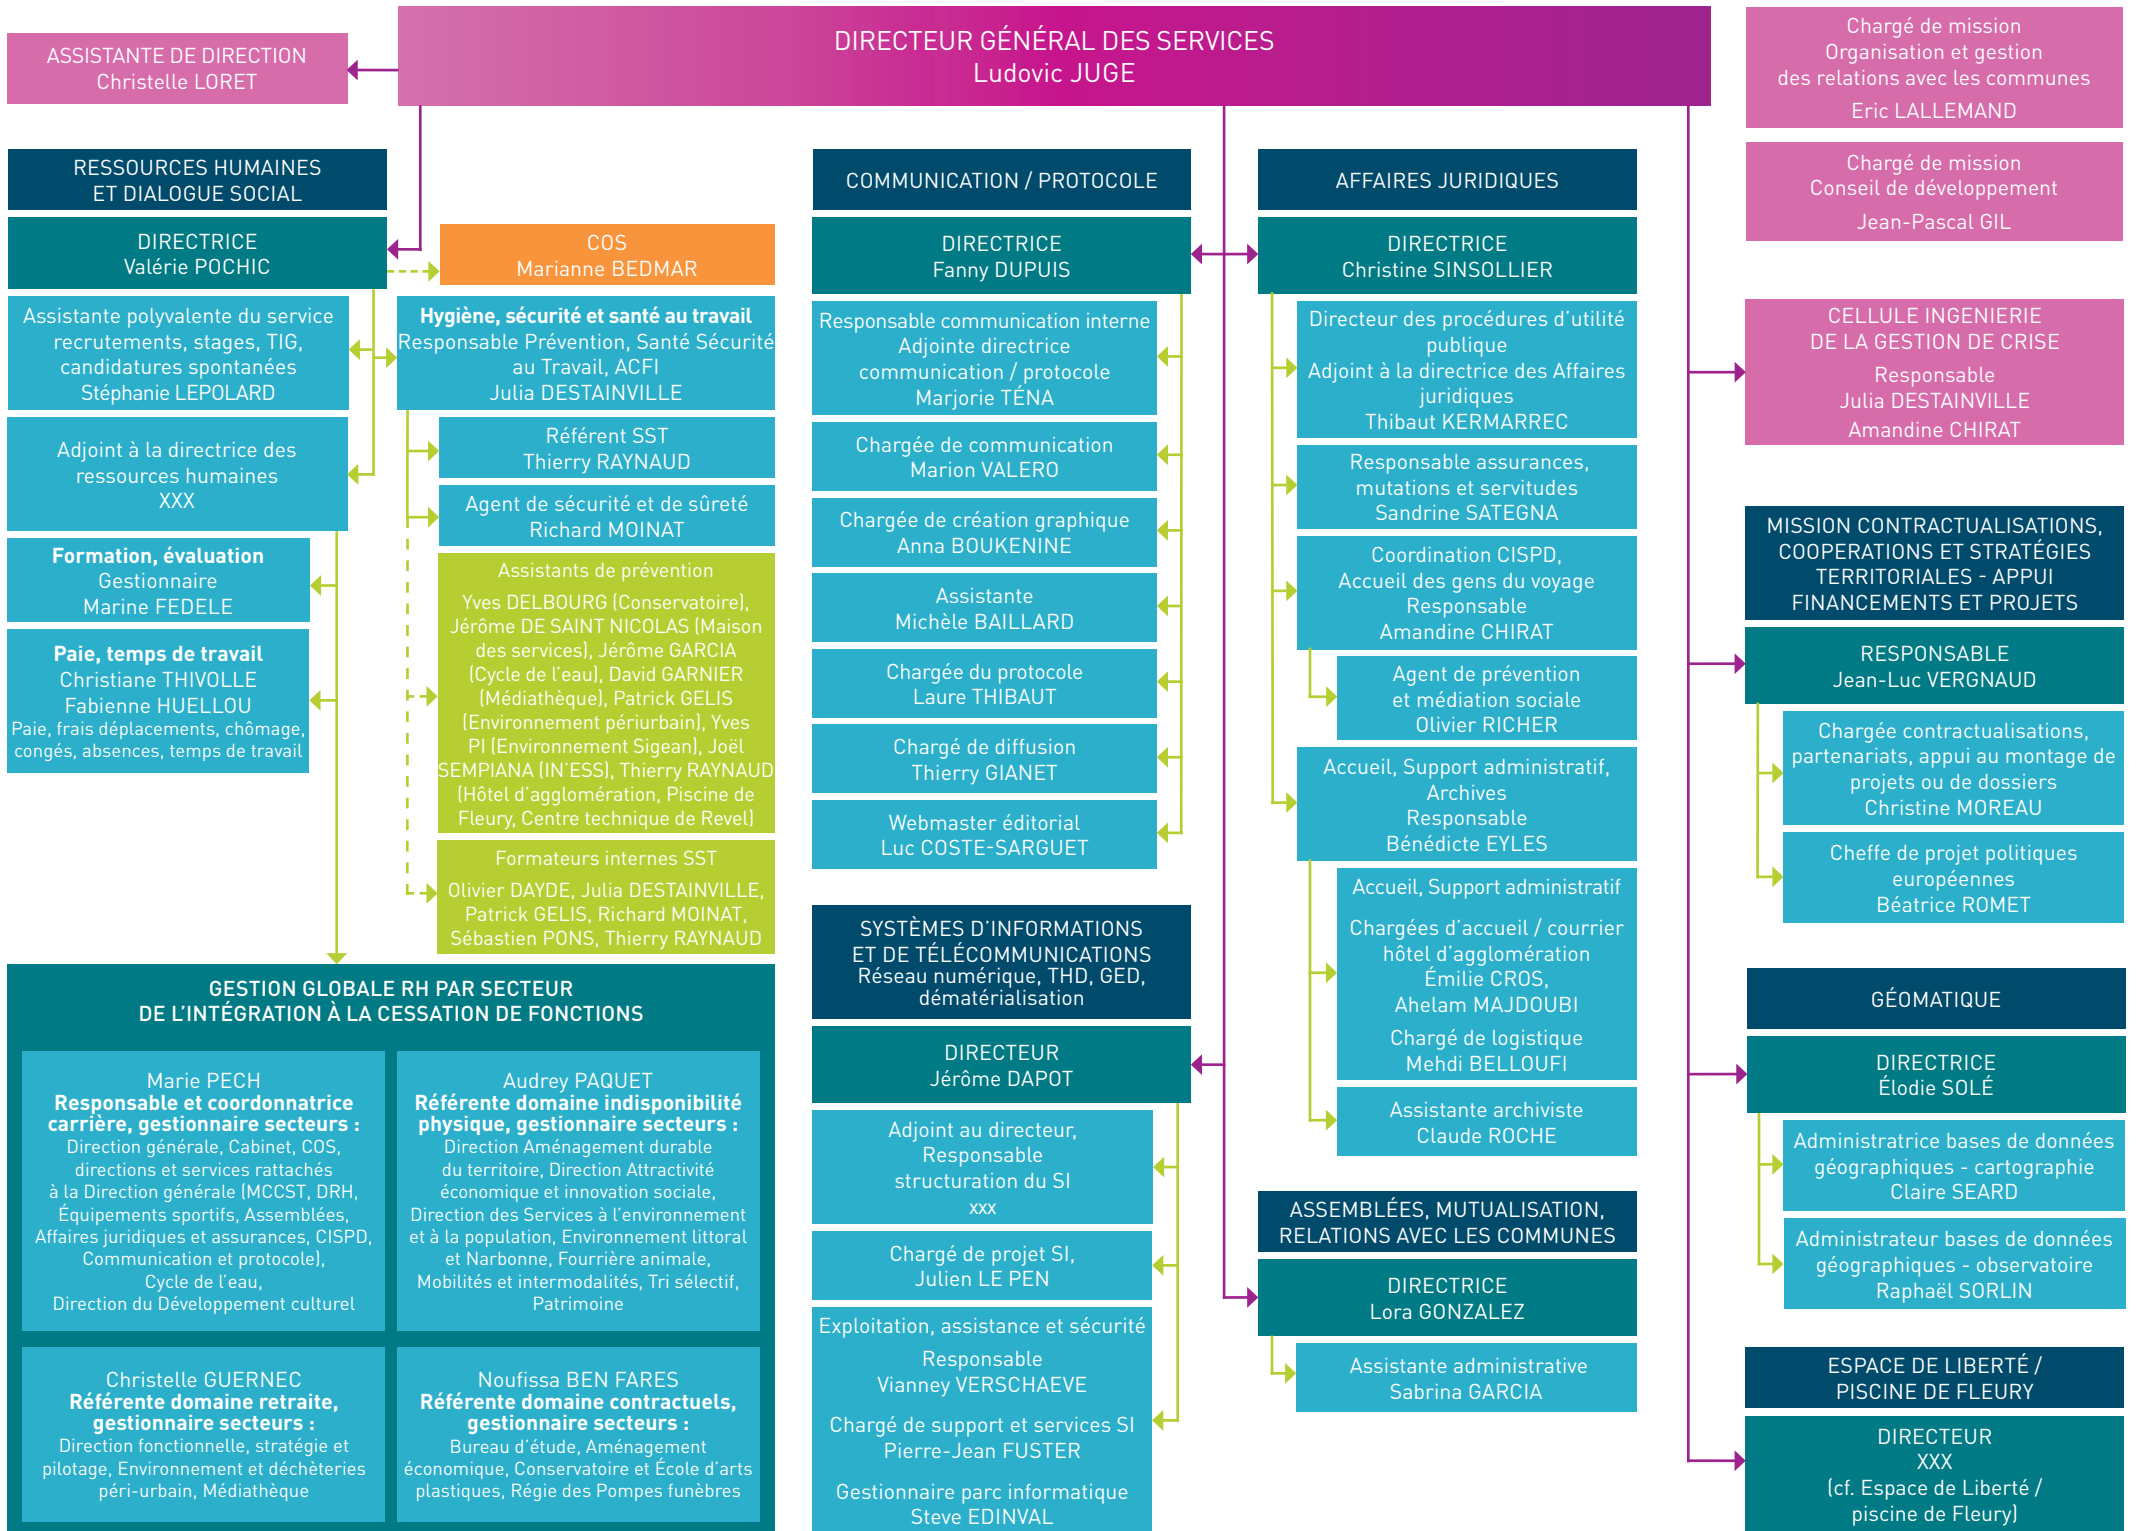 DIRECTEUR GÉNÉRAL DES SERVICES
Ludovic JUGE
ASSISTANTE DE DIRECTION
Christelle LORET
Chargé de mission
Organisation et gestion
des relations avec les communes
Eric LALLEMAND
Chargé de mission
Conseil de développement
Jean-Pascal GIL
RESSOURCES HUMAINES
ET DIALOGUE SOCIAL
DIRECTRICE
Valérie POCHIC
COS
Marianne BEDMAR
Assistante polyvalente du service
recrutements, stages, TIG,
candidatures spontanées
Stéphanie LEPOLARD
Adjoint à la directrice des
ressources humaines
XXX
Formation, évaluation
Gestionnaire
Marine FEDELE
Paie, temps de travail
Christiane THIVOLLE
Fabienne HUELLOU
Paie, frais déplacements, chômage,
congés, absences, temps de travail
Hygiène, sécurité et santé au travail
Responsable Prévention, Santé Sécurité
au Travail, ACFI
Julia DESTAINVILLE
Référent SST
Thierry RAYNAUD
Agent de sécurité et de sûreté
Richard MOINAT
Assistants de prévention
Yves DELBOURG (Conservatoire),
Jérôme DE SAINT NICOLAS (Maison
des services), Jérôme GARCIA
(Cycle de l'eau), David GARNIER
(Médiathèque), Patrick GELIS
(Environnement périurbain), Yves
PI (Environnement Sigean), Joël
SEMPIANA (IN'ESS), Thierry RAYNAUD
(Hôtel d'agglomération, Piscine de
Fleury, Centre technique de Revel)
Formateurs internes SST
Olivier DAYDE, Julia DESTAINVILLE,
Patrick GELIS, Richard MOINAT,
Sébastien PONS, Thierry RAYNAUD
GESTION GLOBALE RH PAR SECTEUR
DE L'INTÉGRATION À LA CESSATION DE FONCTIONS
Marie PECH
Responsable et coordonnatrice
carrière, gestionnaire secteurs :
Direction générale, Cabinet, COS,
directions et services rattachés
à la Direction générale (MCCST, DRH,
Équipements sportifs, Assemblées,
Affaires juridiques et assurances, CISPD,
Communication et protocole),
Cycle de l'eau,
Direction du Développement culturel
Audrey PAQUET
Référente domaine indisponibilité
physique, gestionnaire secteurs :
Direction Aménagement durable
du territoire, Direction Attractivité
économique et innovation sociale,
Direction des Services à l'environnement
et à la population, Environnement littoral
et Narbonne, Fourrière animale,
Mobilités et intermodalités, Tri sélectif,
Patrimoine
Christelle GUERNEC
Référente domaine retraite,
gestionnaire secteurs :
Direction fonctionnelle, stratégie et
pilotage, Environnement et déchèteries
péri-urbain, Médiathèque
Noufissa BEN FARES
Référente domaine contractuels,
gestionnaire secteurs :
Bureau d'étude, Aménagement
économique, Conservatoire et École d'arts
plastiques, Régie des Pompes funèbres
COMMUNICATION / PROTOCOLE
DIRECTRICE
Fanny DUPUIS
Responsable communication interne
Adjointe directrice
communication / protocole
Marjorie TÉNA
Chargée de communication
Marion VALERO
Chargée de création graphique
Anna BOUKENINE
Assistante
Michèle BAILLARD
Chargée du protocole
Laure THIBAUT
Chargé de diffusion
Thierry GIANET
Webmaster éditorial
Luc COSTE-SARGUET
SYSTÈMES D'INFORMATIONS
ET DE TÉLÉCOMMUNICATIONS
Réseau numérique, THD, GED,
dématérialisation
DIRECTEUR
Jérôme DAPOT
Adjoint au directeur,
Responsable
structuration du SI
xxx
Chargé de projet SI,
Julien LE PEN
Exploitation, assistance et sécurité
Responsable
Vianney VERSCHAEVE
Chargé de support et services SI
Pierre-Jean FUSTER
Gestionnaire parc informatique
Steve EDINVAL
AFFAIRES JURIDIQUES
DIRECTRICE
Christine SINSOLLIER
Directeur des procédures d'utilité
publique
Adjoint à la directrice des Affaires
juridiques
Thibaut KERMARREC
Responsable assurances,
mutations et servitudes
Sandrine SATEGNA
Coordination CISPD,
Accueil des gens du voyage
Responsable
Amandine CHIRAT
Agent de prévention
et médiation sociale
Olivier RICHER
Accueil, Support administratif,
Archives
Responsable
Bénédicte EYLES
Accueil, Support administratif
Chargées d'accueil / courrier
hôtel d'agglomération
Émilie CROS,
Ahelam MAJDOUBI
Chargé de logistique
Mehdi BELLOUFI
Assistante archiviste
Claude ROCHE
ASSEMBLÉES, MUTUALISATION,
RELATIONS AVEC LES COMMUNES
DIRECTRICE
Lora GONZALEZ
Assistante administrative
Sabrina GARCIA
CELLULE INGENIERIE
DE LA GESTION DE CRISE
Responsable
Julia DESTAINVILLE
Amandine CHIRAT
MISSION CONTRACTUALISATIONS,
COOPERATIONS ET STRATÉGIES
TERRITORIALES - APPUI
FINANCEMENTS ET PROJETS
RESPONSABLE
Jean-Luc VERGNAUD
Chargée contractualisations,
partenariats, appui au montage de
projets ou de dossiers
Christine MOREAU
Cheffe de projet politiques
européennes
Béatrice ROMET
GÉOMATIQUE
DIRECTRICE
Élodie SOLÉ
Administratrice bases de données
géographiques - cartographie
Claire SEARD
Administrateur bases de données
géographiques - observatoire
Raphaël SORLIN
ESPACE DE LIBERTÉ /
PISCINE DE FLEURY
DIRECTEUR
XXX
(cf. Espace de Liberté /
piscine de Fleury)